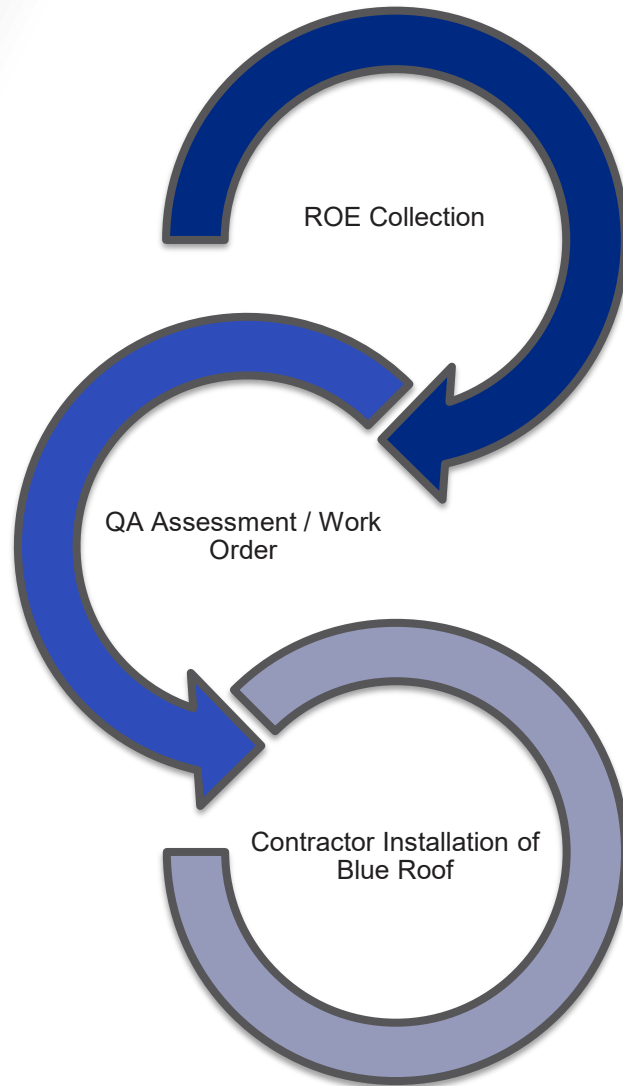 ROE Collection
QA Assessment / Work
Order
Contractor Installation of
Blue Roof